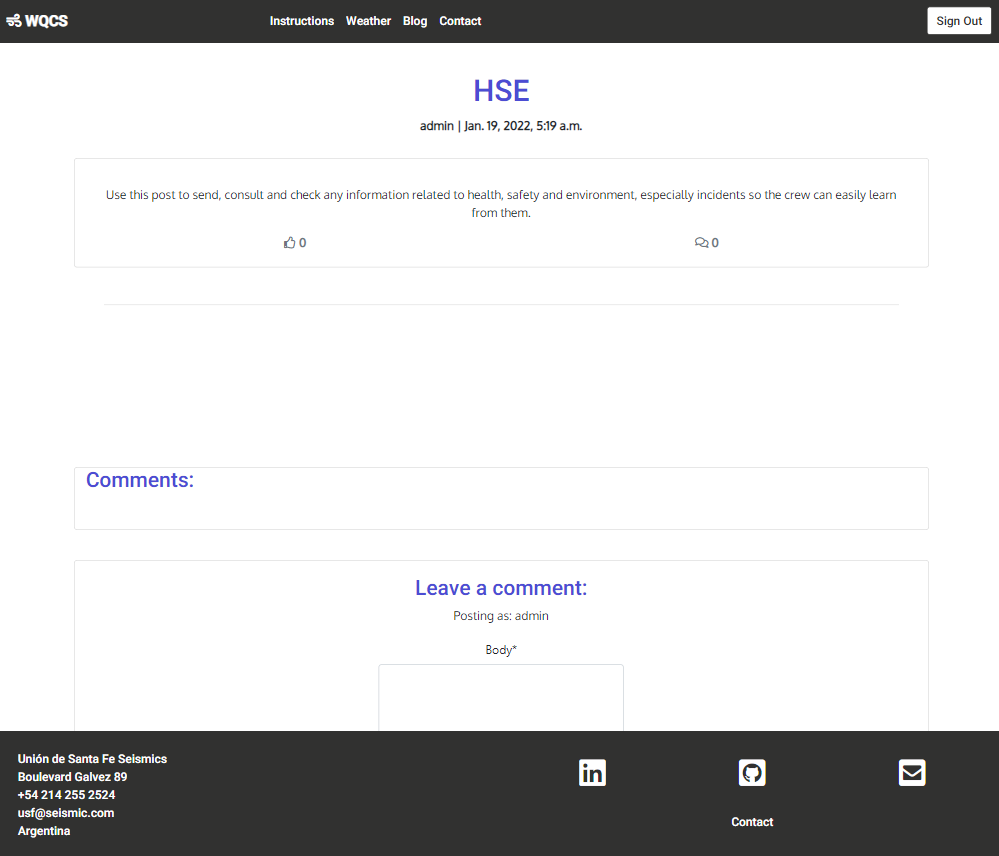 WQCS
Instructions Weather Blog Contact
Sign Out
HSE
admin | Jan. 19, 2022, 5:19 a.m.
Use this post to send, consult and check any information related to health, safety and environment, especially incidents so the crew can easily learn
from them.
0
0
Comments:
Leave a comment:
Posting as: admin
Body*
Unión de Santa Fe Seismics
Boulevard Galvez 89
+54 214 255 2524
usf@seismic.com
Argentina
in
Contact